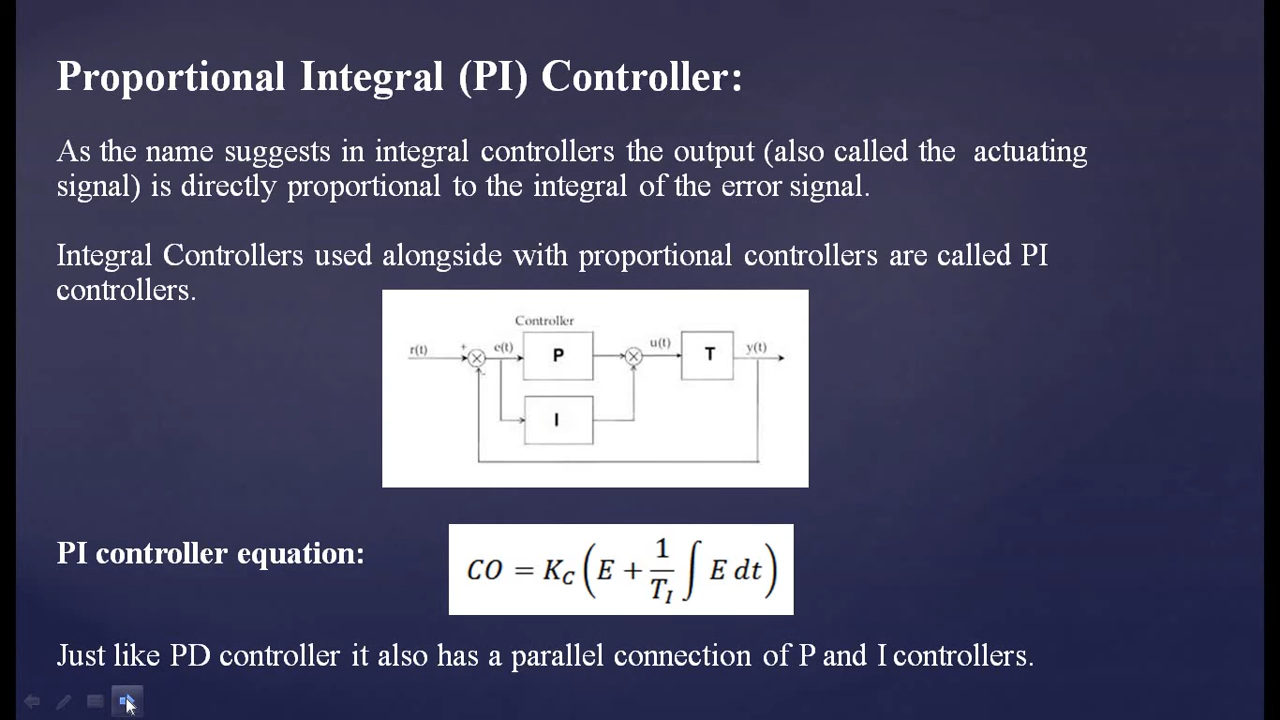 Proportional Integral (PI) Controller:
As the name suggests in integral controllers the output (also called the actuating
signal) is directly proportional to the integral of the error signal.
Integral Controllers used alongside with proportional controllers are called PI
controllers.
Controller
r(t) + e(t) P u(t) T y(t)
-
I
PI controller equation:
CO = K_C (E + 1/T_I ∫ E dt)
Just like PD controller it also has a parallel connection of P and I controllers.